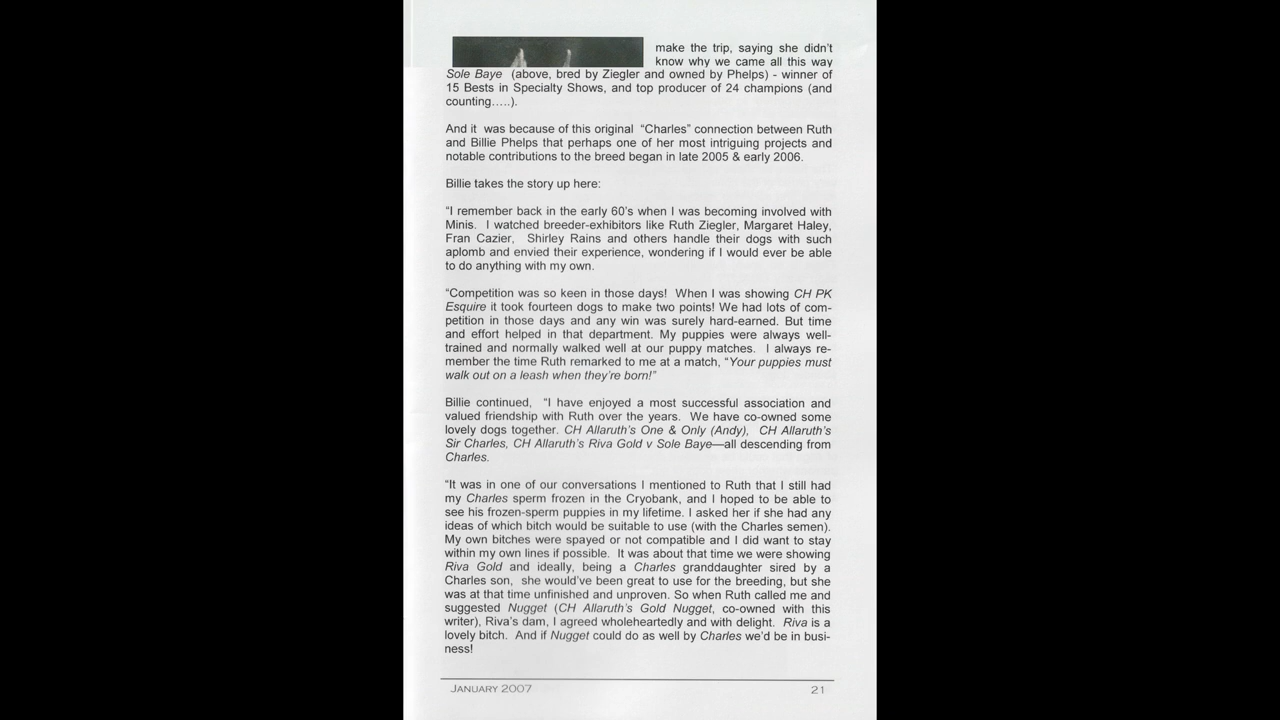 make the trip, saying she didn't
know why we came all this way
Sole Baye (above, bred by Ziegler and owned by Phelps) - winner of
15 Bests in Specialty Shows, and top producer of 24 champions (and
counting.....).
And it was because of this original “Charles” connection between Ruth
and Billie Phelps that perhaps one of her most intriguing projects and
notable contributions to the breed began in late 2005 & early 2006.
Billie takes the story up here:
“I remember back in the early 60's when I was becoming involved with
Minis. I watched breeder-exhibitors like Ruth Ziegler, Margaret Haley,
Fran Cazier, Shirley Rains and others handle their dogs with such
aplomb and envied their experience, wondering if I would ever be able
to do anything with my own.
“Competition was so keen in those days! When I was showing CH PK
Esquire it took fourteen dogs to make two points! We had lots of com-
petition in those days and any win was surely hard-earned. But time
and effort helped in that department. My puppies were always well-
trained and normally walked well at our puppy matches. I always re-
member the time Ruth remarked to me at a match, “Your puppies must
walk out on a leash when they're born!”
Billie continued, “I have enjoyed a most successful association and
valued friendship with Ruth over the years. We have co-owned some
lovely dogs together. CH Allaruth's One & Only (Andy), CH Allaruth's
Sir Charles, CH Allaruth's Riva Gold v Sole Baye—all descending from
Charles.
“It was in one of our conversations I mentioned to Ruth that I still had
my Charles sperm frozen in the Cryobank, and I hoped to be able to
see his frozen-sperm puppies in my lifetime. I asked her if she had any
ideas of which bitch would be suitable to use (with the Charles semen).
My own bitches were spayed or not compatible and I did want to stay
within my own lines if possible. It was about that time we were showing
Riva Gold and ideally, being a Charles granddaughter sired by a
Charles son, she would've been great to use for the breeding, but she
was at that time unfinished and unproven. So when Ruth called me and
suggested Nugget (CH Allaruth's Gold Nugget, co-owned with this
writer), Riva's dam, I agreed wholeheartedly and with delight. Riva is a
lovely bitch. And if Nugget could do as well by Charles we'd be in busi-
ness!
JANUARY 2007
21